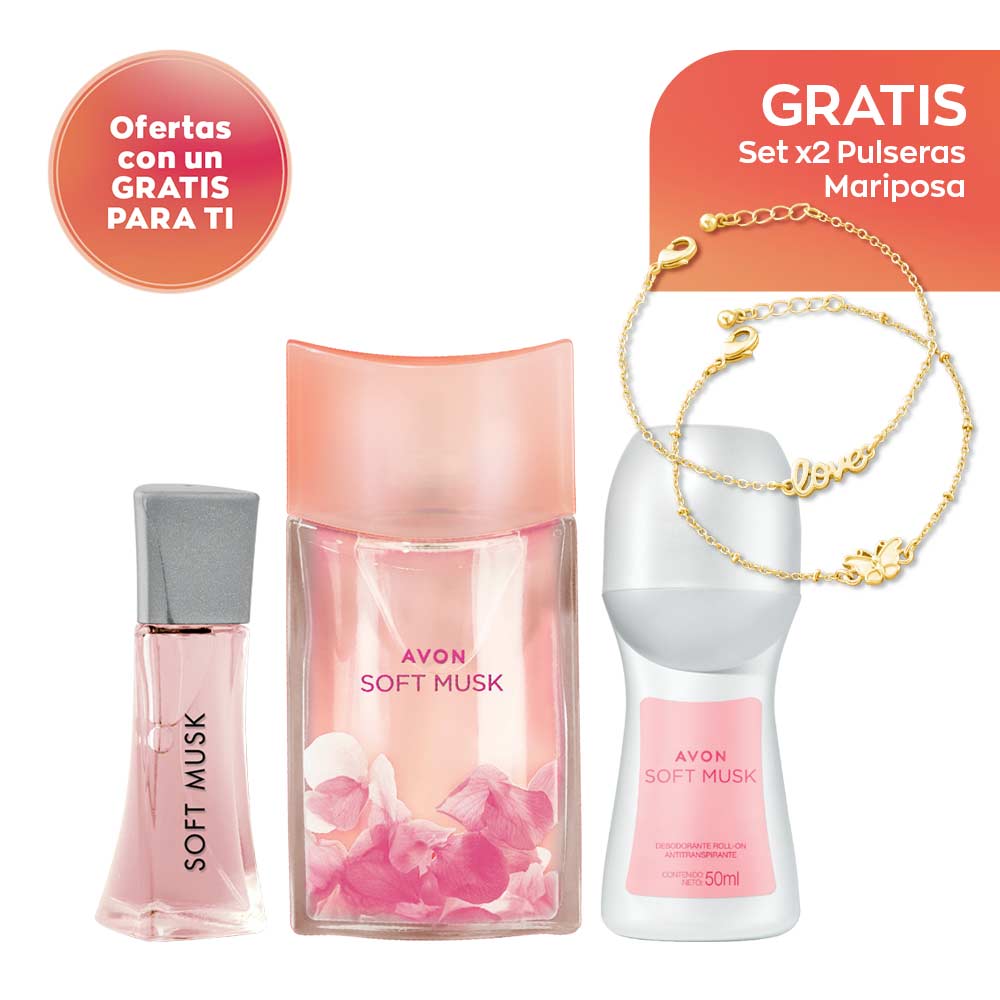 Ofertas
con un
GRATIS
PARA TI
GRATIS
Set x2 Pulseras
Mariposa
love
SOFT MUSK
AVON
SOFT MUSK
AVON
SOFT MUSK
DESODORANTE ROLL-ON
ANTITRANSPIRANTE
CONTENIDO
NETO: 50ml